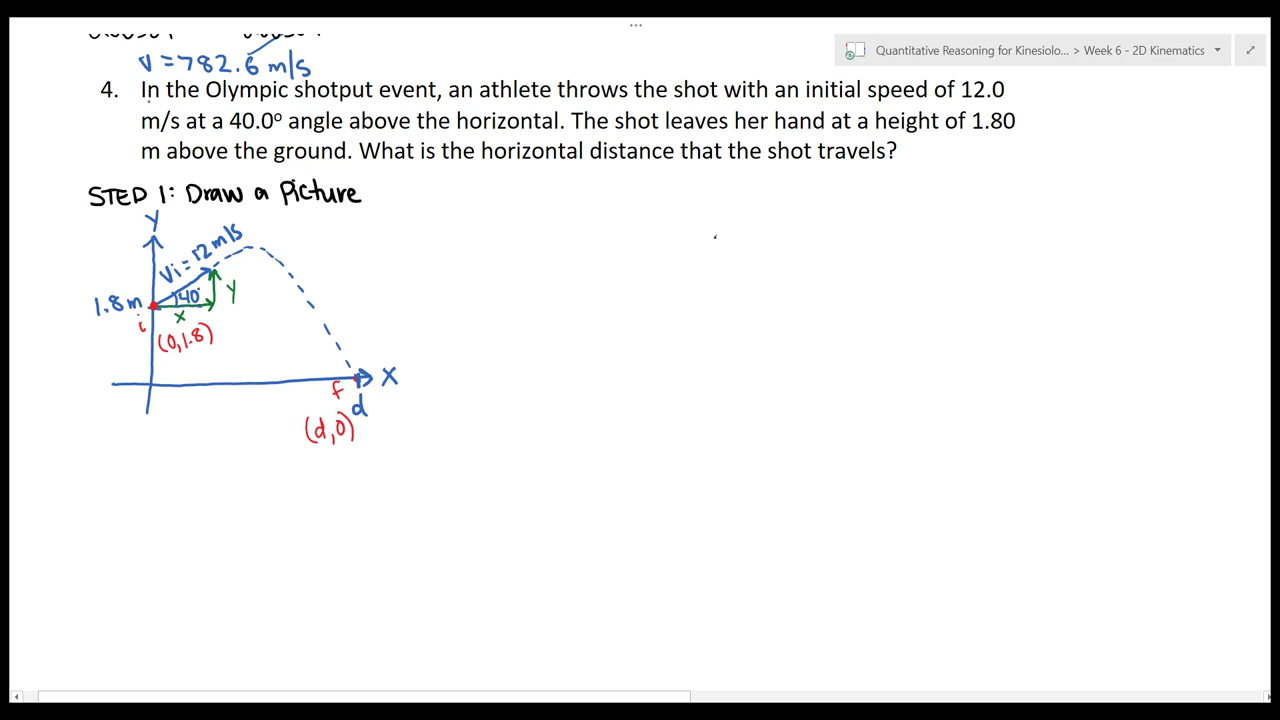 Quantitative Reasoning for Kinesiolo... > Week 6 - 2D Kinematics
V = 782.6 m/s
4. In the Olympic shotput event, an athlete throws the shot with an initial speed of 12.0
m/s at a 40.0° angle above the horizontal. The shot leaves her hand at a height of 1.80
m above the ground. What is the horizontal distance that the shot travels?
STEP 1: Draw a Picture
Y
Vi = 12 m/s
1.8 m
40°
Y
X
i
(0,1.8)
X
f
d
(d,0)